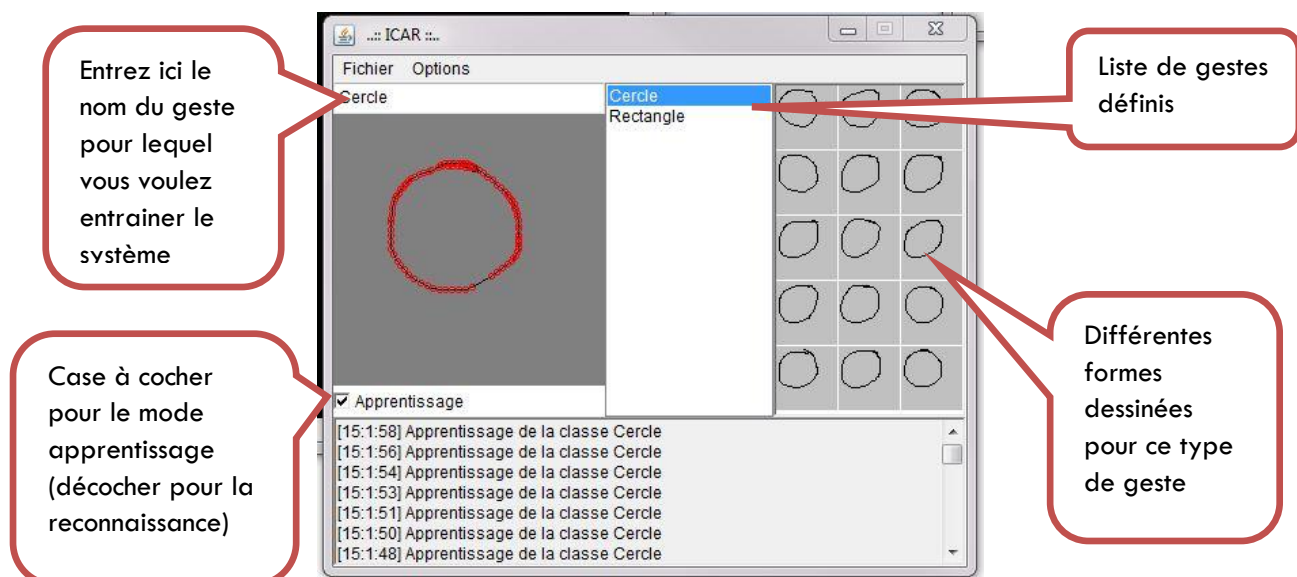 Entrez ici le
nom du geste
pour lequel
vous voulez
entrainer le
système
Case à cocher
pour le mode
apprentissage
(décocher pour la
reconnaissance)
..:: ICAR ::..
Fichier Options
Cercle
Cercle
Rectangle
Apprentissage
[15:1:58] Apprentissage de la classe Cercle
[15:1:56] Apprentissage de la classe Cercle
[15:1:54] Apprentissage de la classe Cercle
[15:1:53] Apprentissage de la classe Cercle
[15:1:51] Apprentissage de la classe Cercle
[15:1:50] Apprentissage de la classe Cercle
[15:1:48] Apprentissage de la classe Cercle
Liste de gestes
définis
Différentes
formes
dessinées
pour ce type
de geste